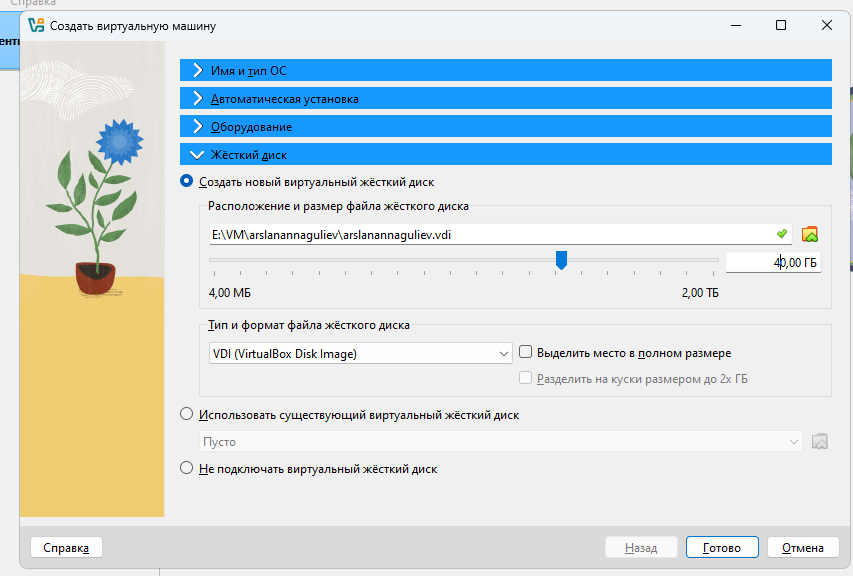 Справка
Создать виртуальную машину
Имя и тип ОС
Автоматическая установка
Оборудование
Жёсткий диск
Создать новый виртуальный жёсткий диск
Расположение и размер файла жёсткого диска
E:\VM\arslanannaguliev\arslanannaguliev.vdi
40,00 ГБ
4,00 МБ
2,00 ТБ
Тип и формат файла жёсткого диска
VDI (VirtualBox Disk Image)
Выделить место в полном размере
Разделить на куски размером до 2х ГБ
Использовать существующий виртуальный жёсткий диск
Пусто
Не подключать виртуальный жёсткий диск
Справка
Назад
Готово
Отмена